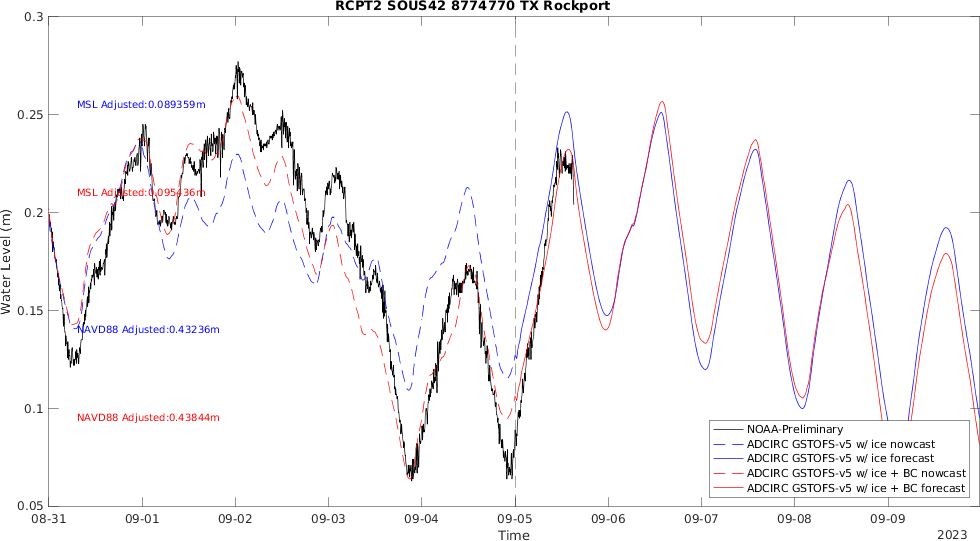 RCPT2 SOUS42 8774770 TX Rockport
0.3
0.25
0.2
0.15
0.1
0.05
Water Level (m)
MSL Adjusted:0.089359m
MSL Adjusted:0.095436m
NAVD88 Adjusted:0.43236m
NAVD88 Adjusted:0.43844m
NOAA-Preliminary
ADCIRC GSTOFS-v5 w/ ice nowcast
ADCIRC GSTOFS-v5 w/ ice forecast
ADCIRC GSTOFS-v5 w/ ice + BC nowcast
ADCIRC GSTOFS-v5 w/ ice + BC forecast
08-31 09-01 09-02 09-03 09-04 09-05 09-06 09-07 09-08 09-09
Time
2023